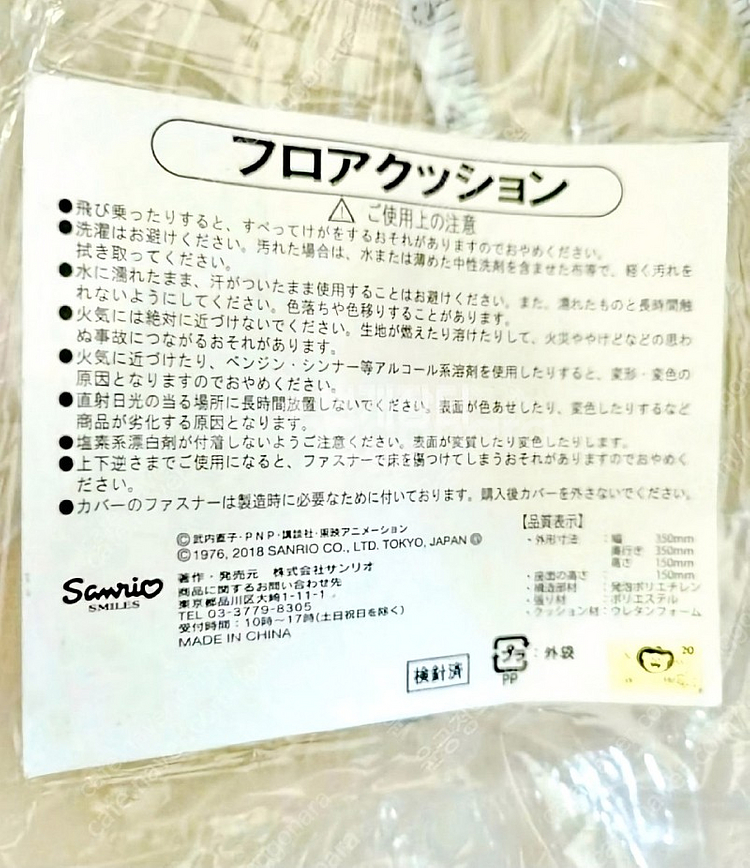 フロアクッション
⚠ ご使用上の注意
●飛び乗ったりすると、すべってけがをするおそれがありますのでおやめください。
●洗濯はお避けください。汚れた場合は、水または薄めた中性洗剤を含ませた布等で、軽く汚れを
拭き取ってください。
●水に濡れたまま、汗がついたまま使用することはお避けください。また、濡れたものと長時間触
れないようにしてください。色落ちや色移りすることがあります。
●火気には絶対に近づけないでください。生地が燃えたり溶けたりして、火災ややけどなどの思わ
ぬ事故につながるおそれがあります。
●火気に近づけたり、ベンジン・シンナー等アルコール系溶剤を使用したりすると、変形・変色の
原因となりますのでおやめください。
●直射日光の当る場所に長時間放置しないでください。表面が色あせしたり、変色したりするなど
商品が劣化する原因となります。
●塩素系漂白剤が付着しないようご注意ください。表面が変質したり変色したりします。
●上下逆さまでご使用になると、ファスナーで床を傷つけてしまうおそれがありますのでおやめく
ださい。
●カバーのファスナーは製造時に必要なために付いております。購入後カバーを外さないでください。
©武内直子・PNP・講談社・東映アニメーション
©1976, 2018 SANRIO CO., LTD. TOKYO, JAPAN Ⓛ
Sanrio
SMILES
著作・発売元 株式会社サンリオ
商品に関するお問い合わせ先
東京都品川区大崎1-11-1
TEL 03-3779-8305
受付時間:10時〜17時(土日祝日を除く)
MADE IN CHINA
【品質表示】
・外形寸法 :幅 350mm
奥行き 350mm
高さ 150mm
・座面の高さ : 150mm
・構造部材 :発泡ポリエチレン
・張り材 :ポリエステル
・クッション材:ウレタンフォーム
検針済
プラ :外袋
PP
20